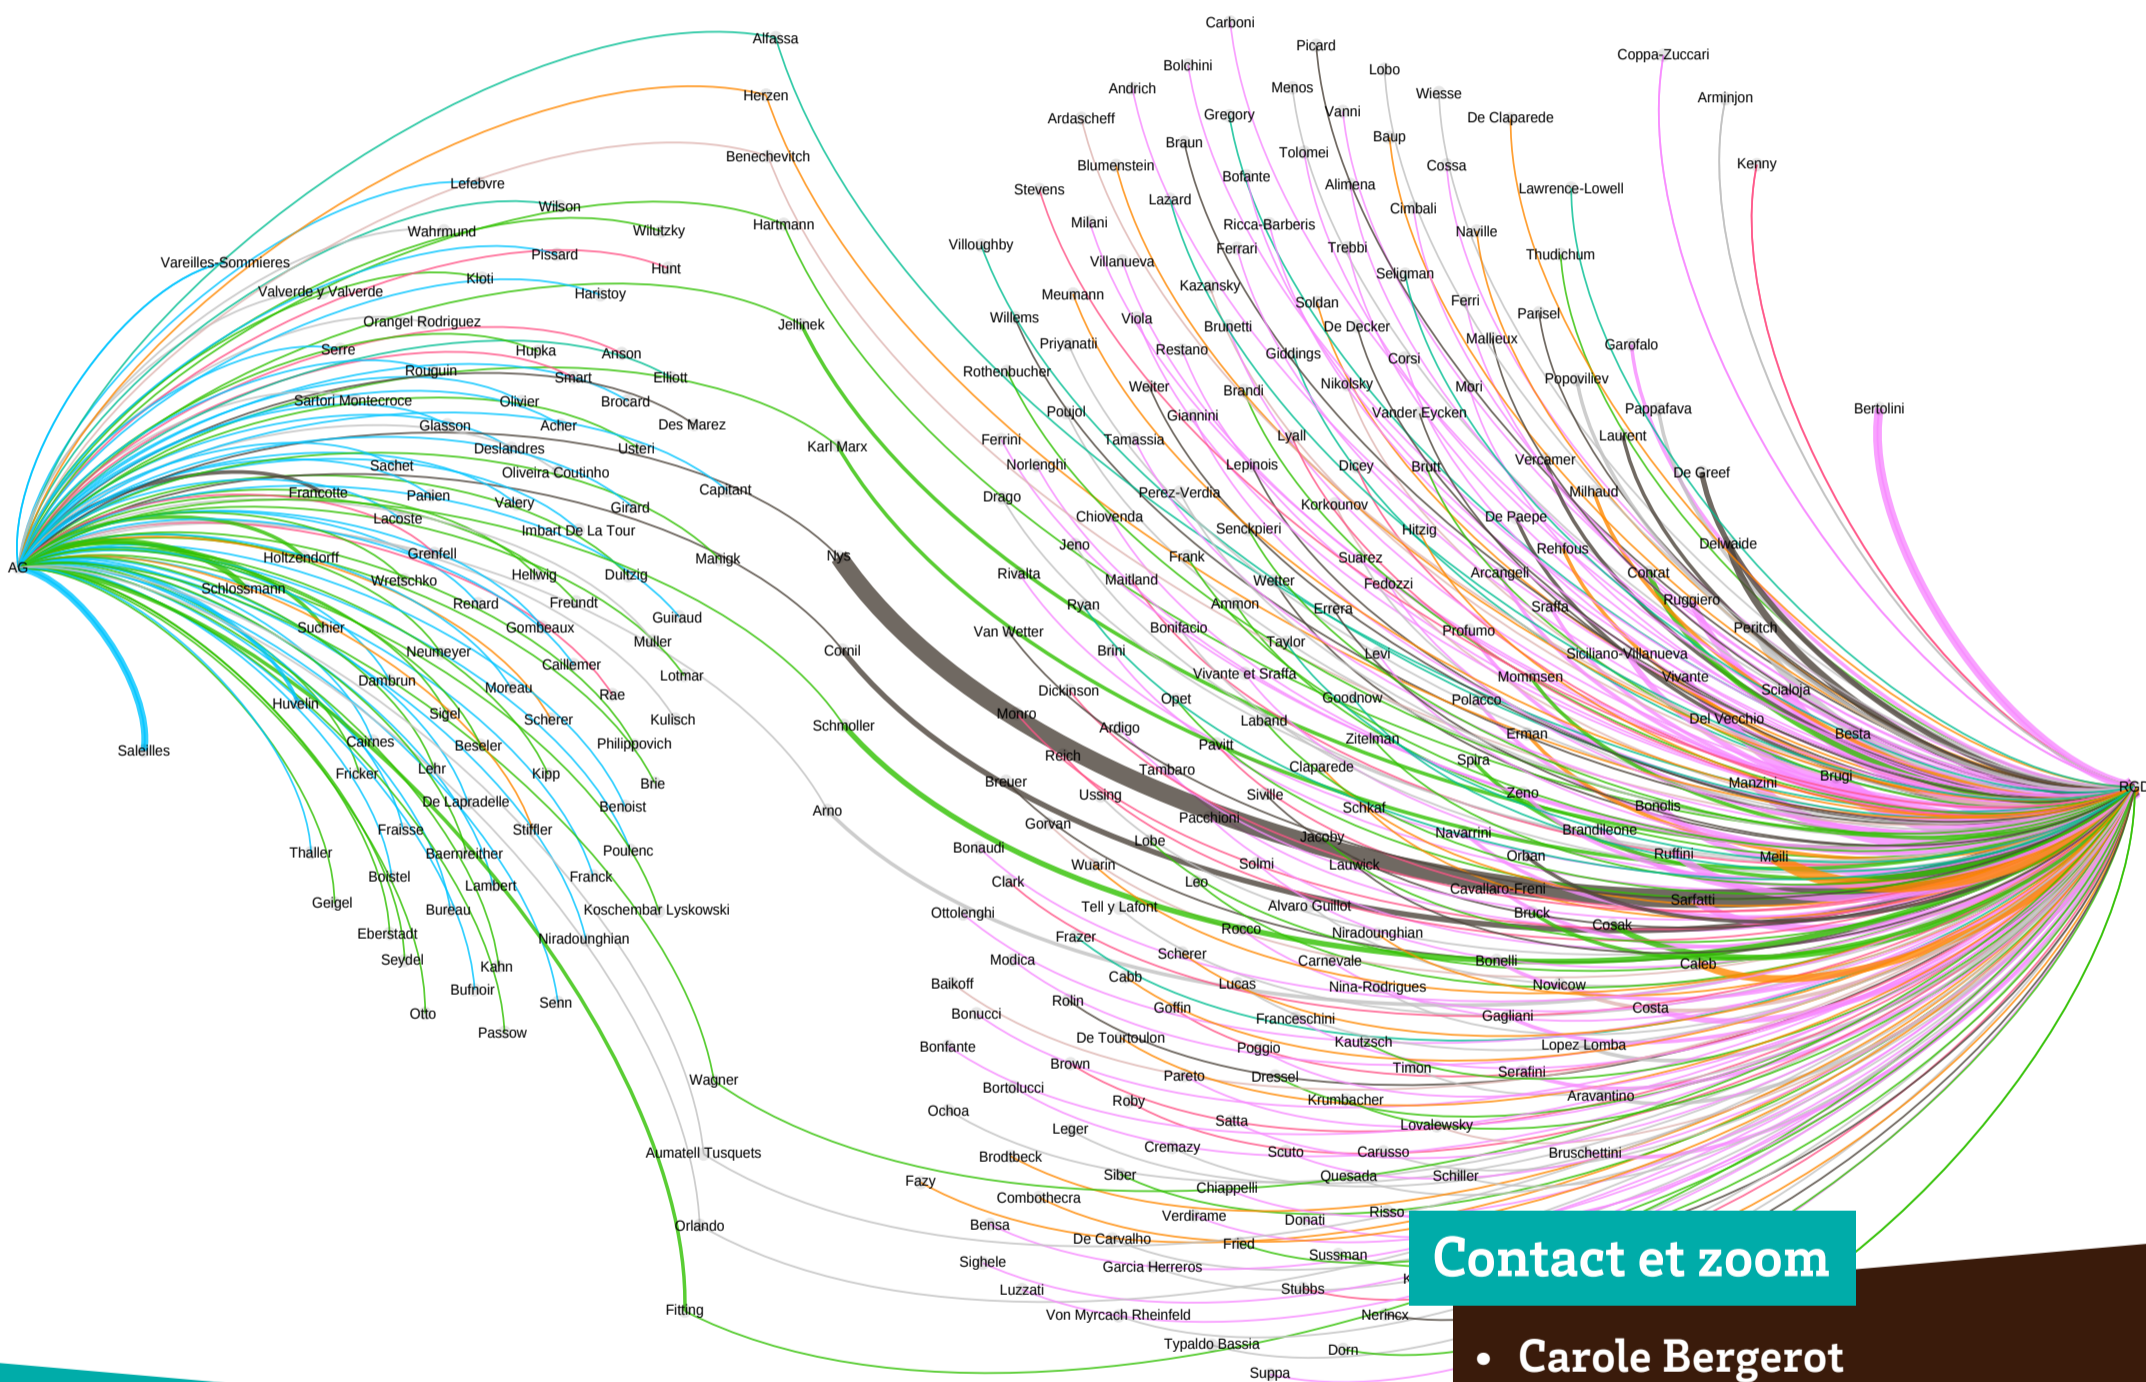 Carboni
Alfassa
Picard
Coppa-Zuccari
Bolchini
Lobo
Andrich
Menos
Wiesse
Herzen
Arminjon
Vanni
Ardascheff
Gregory
De Claparede
Baup
Braun
Tolomei
Benechevitch
Blumenstein
Cossa
Kenny
Bofante
Alimena
Lefebvre
Stevens
Lawrence-Lowell
Lazard
Wilson
Cimbali
Milani
Hartmann
Ricca-Barberis
Wahrmund
Wilutzky
Naville
Villoughby
Ferrari
Trebbi
Pissard
Thudichum
Vareilles-Sommieres
Villanueva
Hunt
Seligman
Kloti
Kazansky
Valverde y Valverde
Haristoy
Meumann
Soldan
Ferri
Parisel
Willems
Viola
Orangel Rodriguez
Jellinek
Brunetti
De Decker
Mallieux
Priyanatii
Garofalo
Serre
Hupka
Restano
Anson
Giddings
Corsi
Rouguin
Rothenbucher
Smart
Elliott
Popoviliev
Nikolsky
Weiter
Mori
Brandi
Sartori Montecroce
Olivier
Brocard
Pappafava
Bertolini
Poujol
Giannini
Vander Eycken
Glasson
Acher
Des Marez
Lyall
Laurent
Ferrini
Tamassia
Karl Marx
Deslandres
Usteri
Vercamer
Norlenghi
Lepinois
Dicey
Brutt
Sachet
Oliveira Coutinho
De Greef
Capitant
Francotte
Panien
Perez-Verdia
Milhaud
Drago
Valery
Girard
Korkounov
Lacoste
Chiovenda
De Paepe
Imbart De La Tour
Senckpieri
Hitzig
Delwaide
Jeno
Rehfous
Holtzendorff
Grenfell
Nys
Manigk
Frank
Suarez
AG
Rivalta
Maitland
Arcangeli
Conrat
Wretschko
Hellwig
Dultzig
Wetter
Fedozzi
Schlossmann
Renard
Freundt
Ryan
Ammon
Errera
Sraffa
Ruggiero
Guiraud
Suchier
Gombeaux
Van Wetter
Bonifacio
Profumo
Peritch
Muller
Taylor
Neumeyer
Cornil
Brini
Levi
Siciliano-Villanueva
Caillemer
Lotmar
Vivante et Sraffa
Mommsen
Vivante
Dambrun
Moreau
Rae
Dickinson
Opet
Goodnow
Polacco
Scialoja
Huvelin
Sigel
Scherer
Kulisch
Schmoller
Monro
Ardigo
Laband
Del Vecchio
Saleilles
Cairnes
Beseler
Philippovich
Pavitt
Zitelman
Erman
Besta
Fricker
Lehr
Kipp
Brie
Reich
Tambaro
Claparede
Spira
Breuer
Brugi
Manzini
RGD
De Lapradelle
Benoist
Arno
Ussing
Siville
Schkaf
Zeno
Bonolis
Fraisse
Stiffler
Gorvan
Pacchioni
Jacoby
Navarrini
Brandileone
Thaller
Baernreither
Poulenc
Bonaudi
Lobe
Orban
Ruffini
Meili
Boistel
Lambert
Franck
Wuarin
Solmi
Lauwick
Clark
Leo
Cavallaro-Freni
Sarfatti
Geigel
Bureau
Koschembar Lyskowski
Ottolenghi
Tell y Lafont
Alvaro Guillot
Bruck
Cosak
Eberstadt
Niradounghian
Frazer
Rocco
Niradounghian
Seydel
Kahn
Modica
Scherer
Carnevale
Bonelli
Caleb
Bufnoir
Senn
Baikoff
Cabb
Lucas
Nina-Rodrigues
Novicow
Otto
Bonucci
Rolin
Goffin
Franceschini
Gagliani
Costa
Passow
Bonfante
De Tourtoulon
Poggio
Kautzsch
Lopez Lomba
Wagner
Brown
Pareto
Dressel
Timon
Serafini
Bortolucci
Roby
Krumbacher
Aravantino
Ochoa
Leger
Satta
Lovalewsky
Aumatell Tusquets
Brodtbeck
Cremazy
Scuto
Carusso
Bruschettini
Fazy
Siber
Chiappelli
Quesada
Schiller
Combothecra
Orlando
Bensa
Verdirame
Donati
Risso
De Carvalho
Fried
Sussman
Sighele
Garcia Herreros
Luzzati
Stubbs
K
Fitting
Von Myrcach Rheinfeld
Nerincx
Typaldo Bassia
Dorn
Suppa
Contact et zoom
• Carole Bergerot